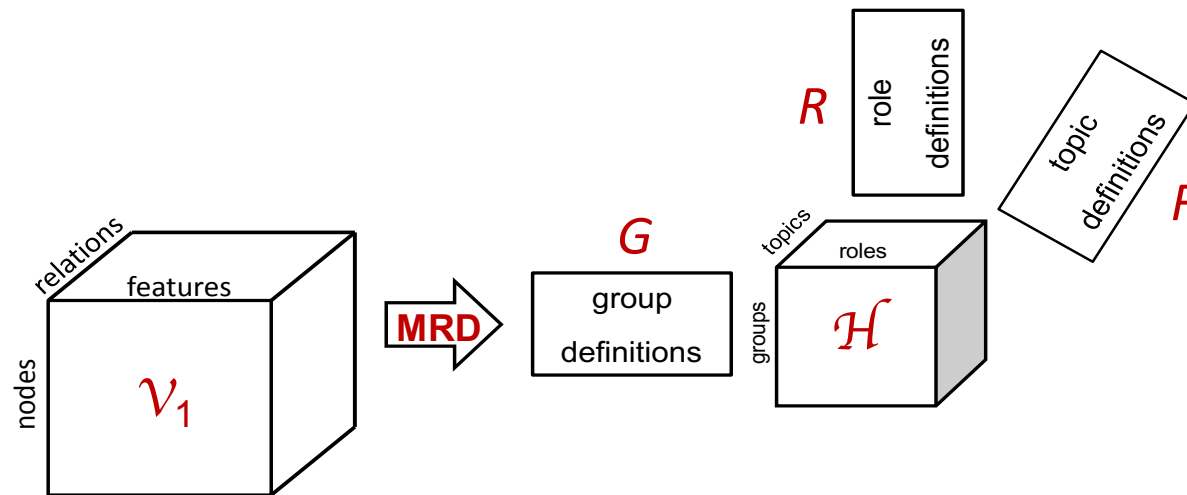 relations
features
nodes
𝒱1
MRD
G
group
definitions
R
role
definitions
topic
definitions
topics
roles
groups
ℋ